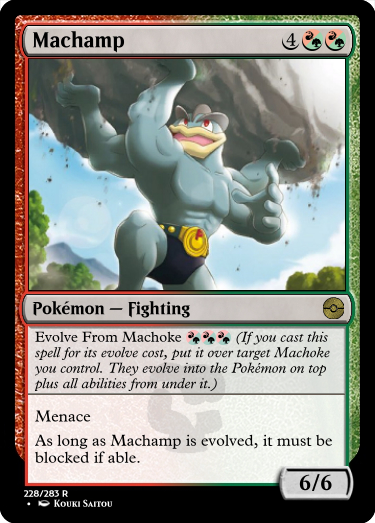 Machamp 4
Pokémon — Fighting
Evolve From Machoke (If you cast
this spell for its evolve cost, put it over target Machoke
you control. They evolve into the Pokémon on top
plus all abilities from under it.)
Menace
As long as Machamp is evolved, it must be
blocked if able.
6/6
228/283 R
• Kouki Saitou